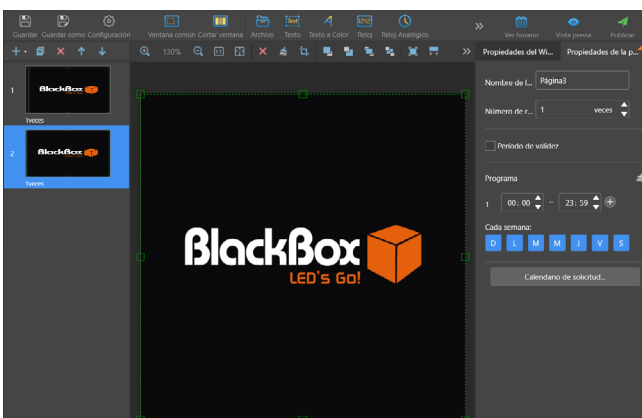 Guardar Guardar como Configuración Ventana común Cortar ventana Archivo Texto Texto a Color Reloj Reloj Analógico » Ver horario Vista previa Publicar
130% » Propiedades del Wi... Propiedades de la p...
Nombre de l... Página3
1 BlackBox
Número de r... 1 veces
1veces
Período de validez
2 BlackBox
Programa
1veces
1 00: 00 ~ 23: 59
Cada semana:
D L M M J V S
BlackBox
LED's Go!
Calendario de solicitud...